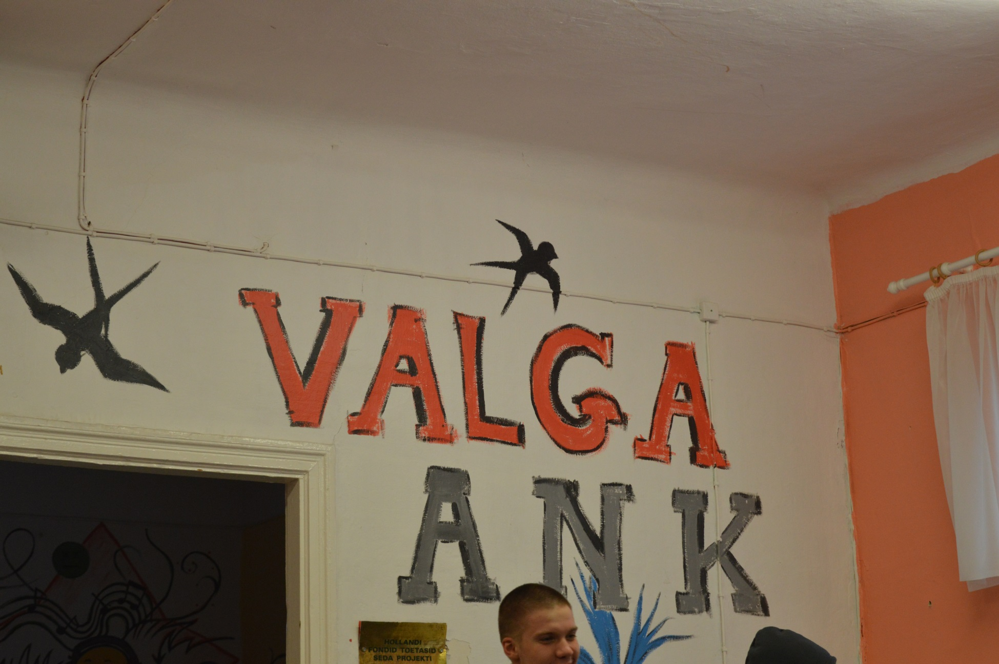 VALGA
ANK
HOLLANDI
FONDID TOETASID
SEDA PROJEKTI